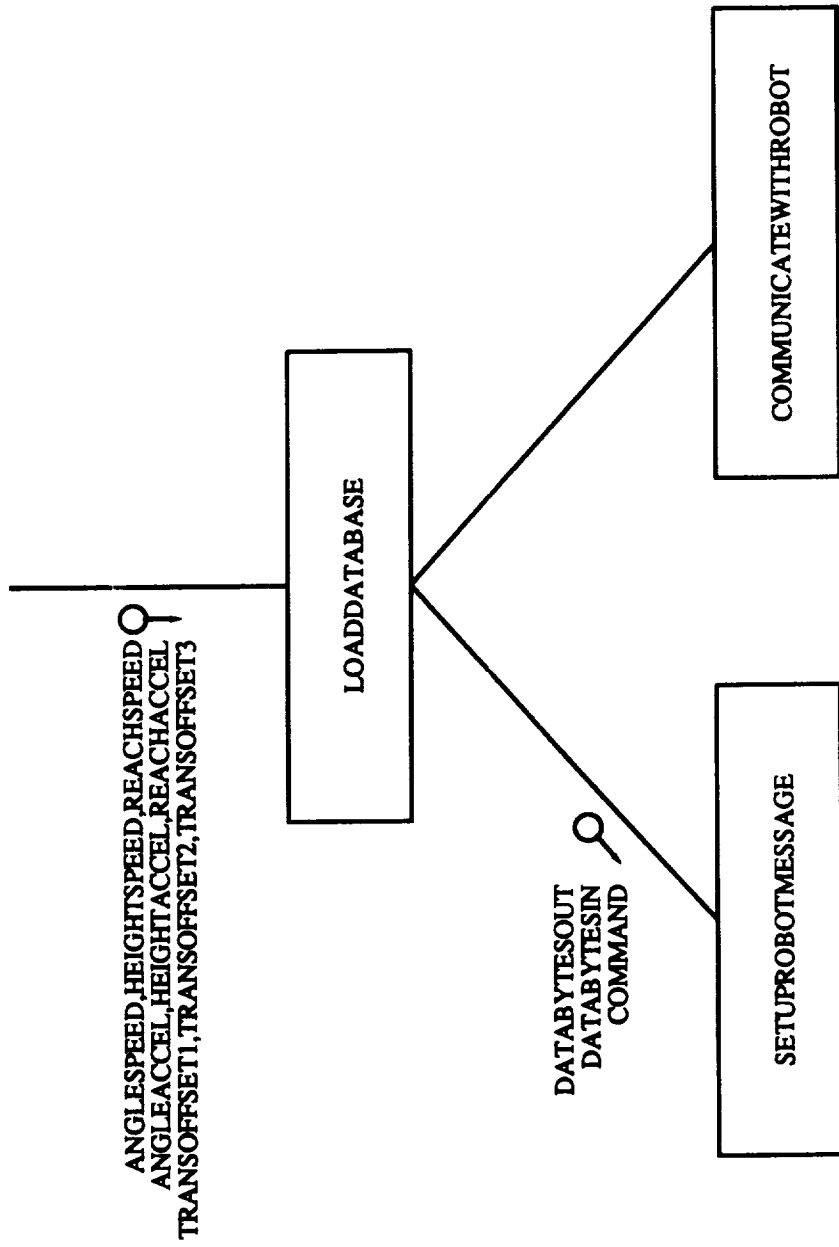 ANGLESPEED,HEIGHTSPEED,REACHSPEED
ANGLEACCEL,HEIGHTACCEL,REACHACCEL
TRANSOFFSET1,TRANSOFFSET2,TRANSOFFSET3
LOADDATABASE
DATABYTESOUT
DATABYTESIN
COMMAND
SETUPROBOTMESSAGE
COMMUNICATEWITHROBOT